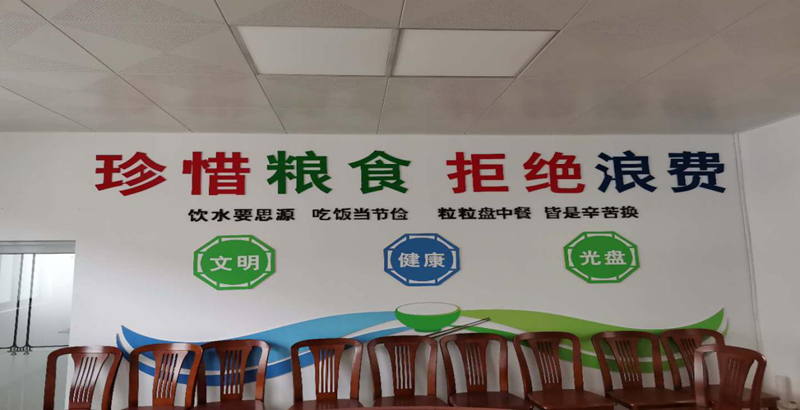 珍惜粮食 拒绝浪费
饮水要思源 吃饭当节俭 粒粒盘中餐 皆是辛苦换
文明 健康 光盘